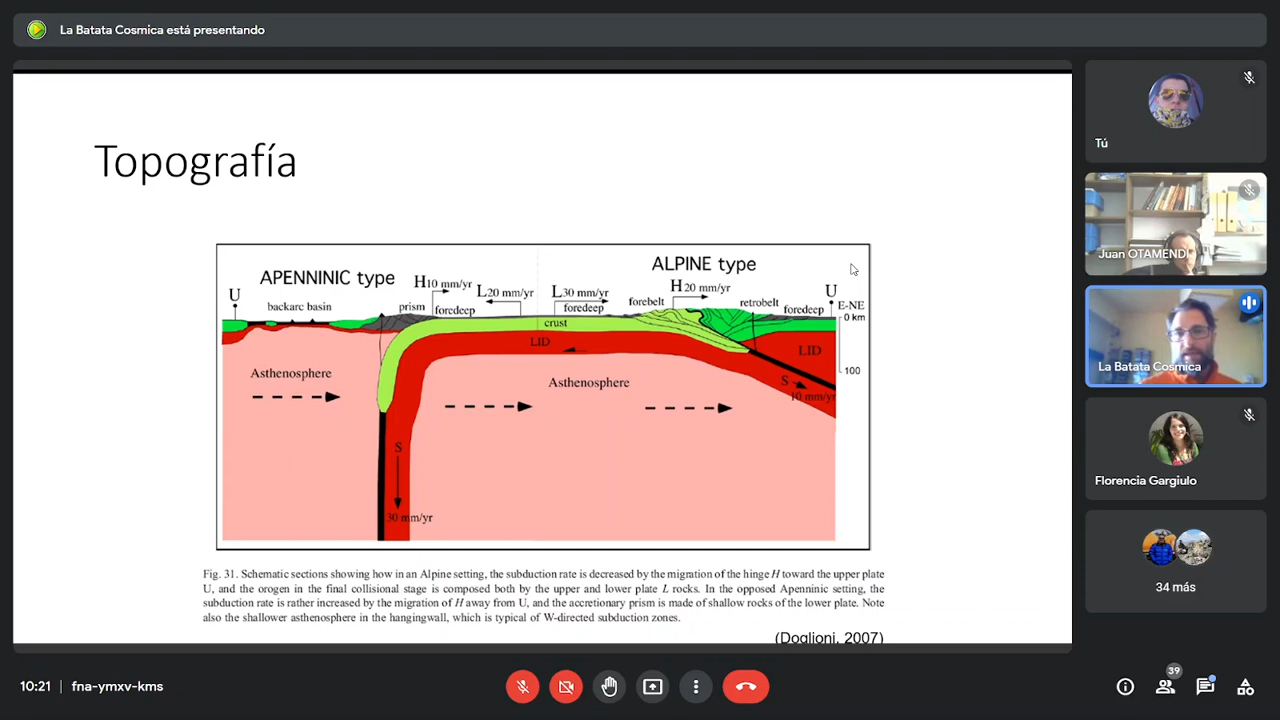 La Batata Cosmica está presentando
Topografía
APENNINIC type
ALPINE type
H10 mm/yr
H20 mm/yr
U
backarc basin
prism
foredeep
L20 mm/yr
L30 mm/yr
foredeep
forebelt
retrobelt
foredeep
U
E-NE
0 km
crust
LID
LID
100
Asthenosphere
Asthenosphere
S
10 mm/yr
S
30 mm/yr
Fig. 31. Schematic sections showing how in an Alpine setting, the subduction rate is decreased by the migration of the hinge H toward the upper plate
U, and the orogen in the final collisional stage is composed both by the upper and lower plate L rocks. In the opposed Apenninic setting, the
subduction rate is rather increased by the migration of H away from U, and the accretionary prism is made of shallow rocks of the lower plate. Note
also the shallower asthenosphere in the hangingwall, which is typical of W-directed subduction zones.
(Doglioni, 2007)
Tú
Juan OTAMENDI
La Batata Cosmica
Florencia Gargiulo
34 más
10:21 | fna-ymxv-kms
39